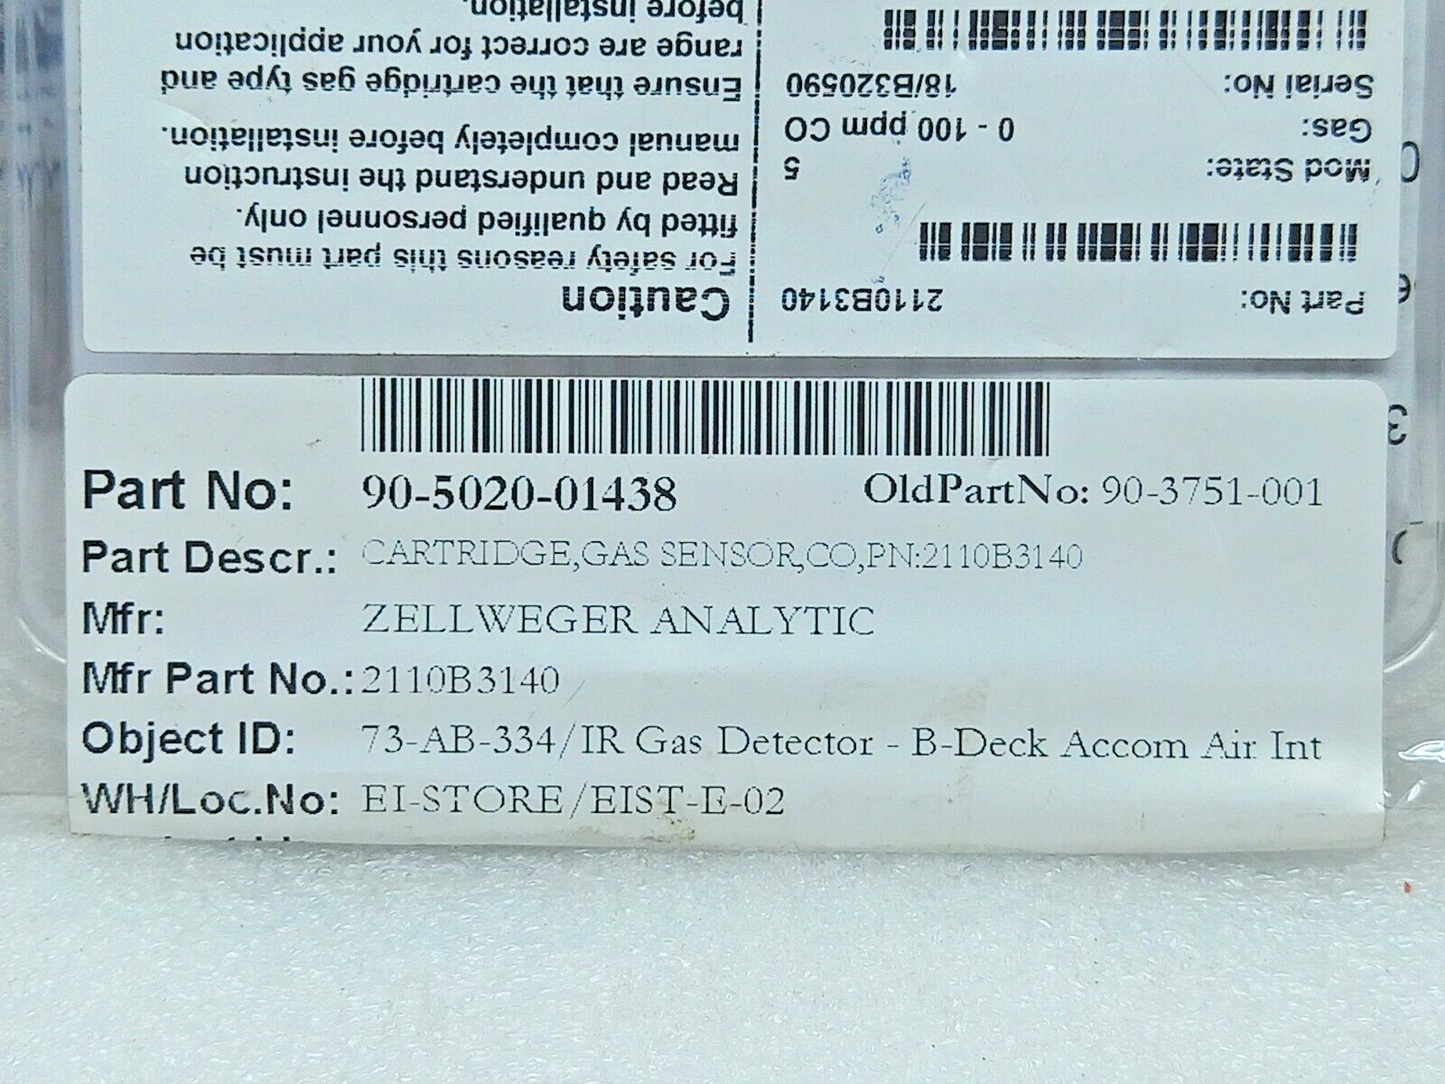 Part No: 90-5020-01438 OldPartNo: 90-3751-001
Part Descr.: CARTRIDGE,GAS SENSOR,CO,PN:2110B3140
Mfr: ZELLWEGER ANALYTIC
Mfr Part No.: 2110B3140
Object ID: 73-AB-334/IR Gas Detector - B-Deck Accom Air Int
WH/Loc.No: EI-STORE/EIST-E-02
Part No: 2110B3140
Mod State: 5
Gas: 0 - 100 ppm CO
Serial No: 18/B320590
Caution
For safety reasons this part must be
fitted by qualified personnel only.
Read and understand the instruction
manual completely before installation.
Ensure that the cartridge gas type and
range are correct for your application
before installation.